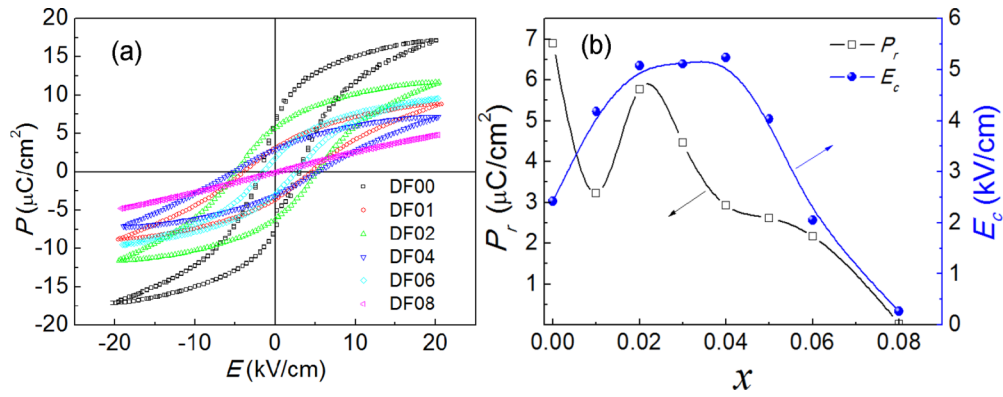 (a)
20
15
10
5
0
-5
-10
-15
-20
P (μC/cm²)
-20 -10 0 10 20
E (kV/cm)
DF00
DF01
DF02
DF04
DF06
DF08
(b)
7
6
5
4
3
2
1
Pr (μC/cm²)
0.00 0.02 0.04 0.06 0.08
x
Pr
Ec
6
5
4
3
2
1
0
Ec (kV/cm)